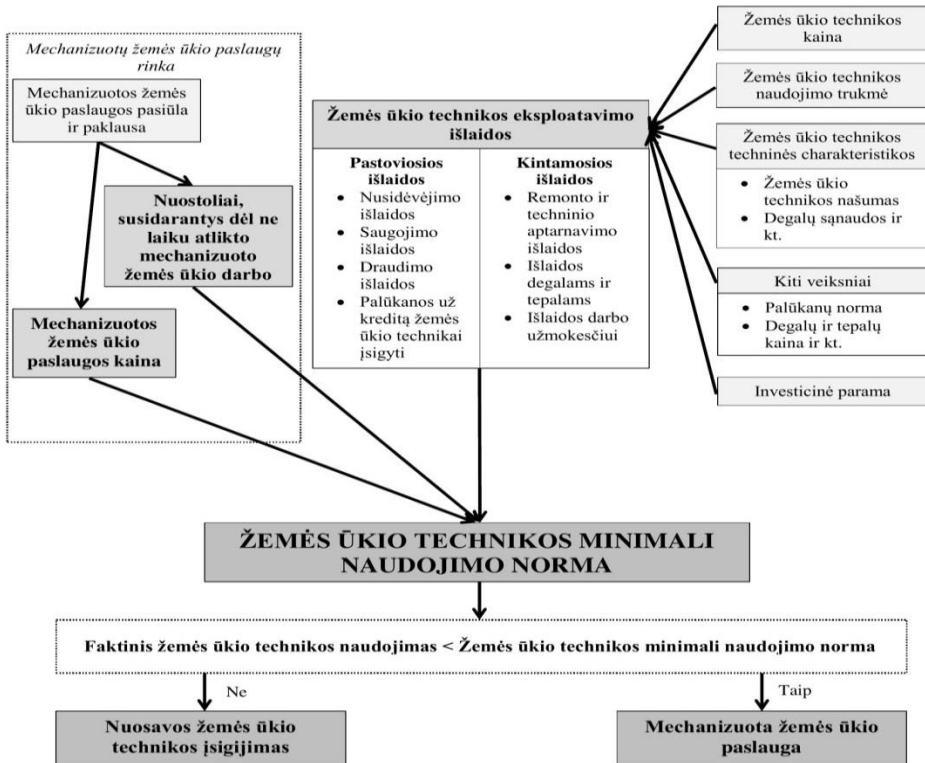 Mechanizuotų žemės ūkio paslaugų
rinka
Mechanizuotos žemės
ūkio paslaugos pasiūla
ir paklausa
Nuostoliai,
susidarantys dėl ne
laiku atlikto
mechanizuoto
žemės ūkio darbo
Mechanizuotos
žemės ūkio
paslaugos kaina
Žemės ūkio technikos eksploatavimo
išlaidos
Pastoviosios
išlaidos
• Nusidėvėjimo
išlaidos
• Saugojimo
išlaidos
• Draudimo
išlaidos
• Palūkanos už
kreditą žemės
ūkio technikai
įsigyti
Kintamosios
išlaidos
• Remonto ir
techninio
aptarnavimo
išlaidos
• Išlaidos
degalams ir
tepalams
• Išlaidos darbo
užmokesčiui
Žemės ūkio technikos
kaina
Žemės ūkio technikos
naudojimo trukmė
Žemės ūkio technikos
techninės charakteristikos
• Žemės ūkio
technikos našumas
• Degalų sąnaudos ir
kt.
Kiti veiksniai
• Palūkanų norma
• Degalų ir tepalų
kaina ir kt.
Investicinė parama
ŽEMĖS ŪKIO TECHNIKOS MINIMALI
NAUDOJIMO NORMA
Faktinis žemės ūkio technikos naudojimas < Žemės ūkio technikos minimali naudojimo norma
Ne
Taip
Nuosavos žemės ūkio
technikos įsigijimas
Mechanizuota žemės ūkio
paslauga